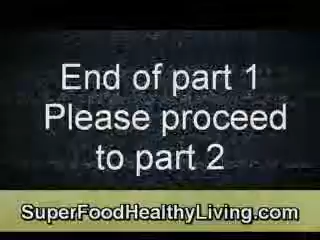 End of part 1
Please proceed
to part 2
SuperFoodHealthyLiving.com